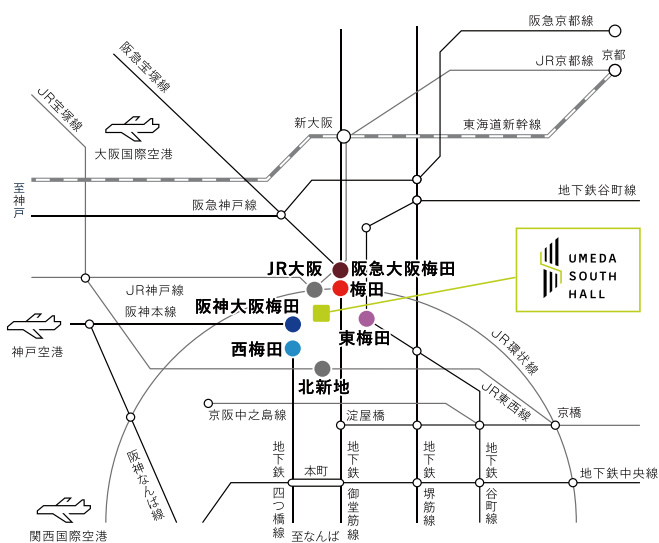 阪急京都線
京都
JR京都線
阪急宝塚線
JR宝塚線
大阪国際空港
新大阪
東海道新幹線
至神戸
阪急神戸線
地下鉄谷町線
JR大阪
阪急大阪梅田
梅田
JR神戸線
阪神大阪梅田
阪神本線
神戸空港
東梅田
西梅田
UMEDA
SOUTH
HALL
JR環状線
北新地
JR東西線
京阪中之島線
淀屋橋
京橋
阪神なんば線
地下鉄四つ橋線
本町
地下鉄御堂筋線
地下鉄堺筋線
地下鉄谷町線
地下鉄中央線
関西国際空港
至なんば